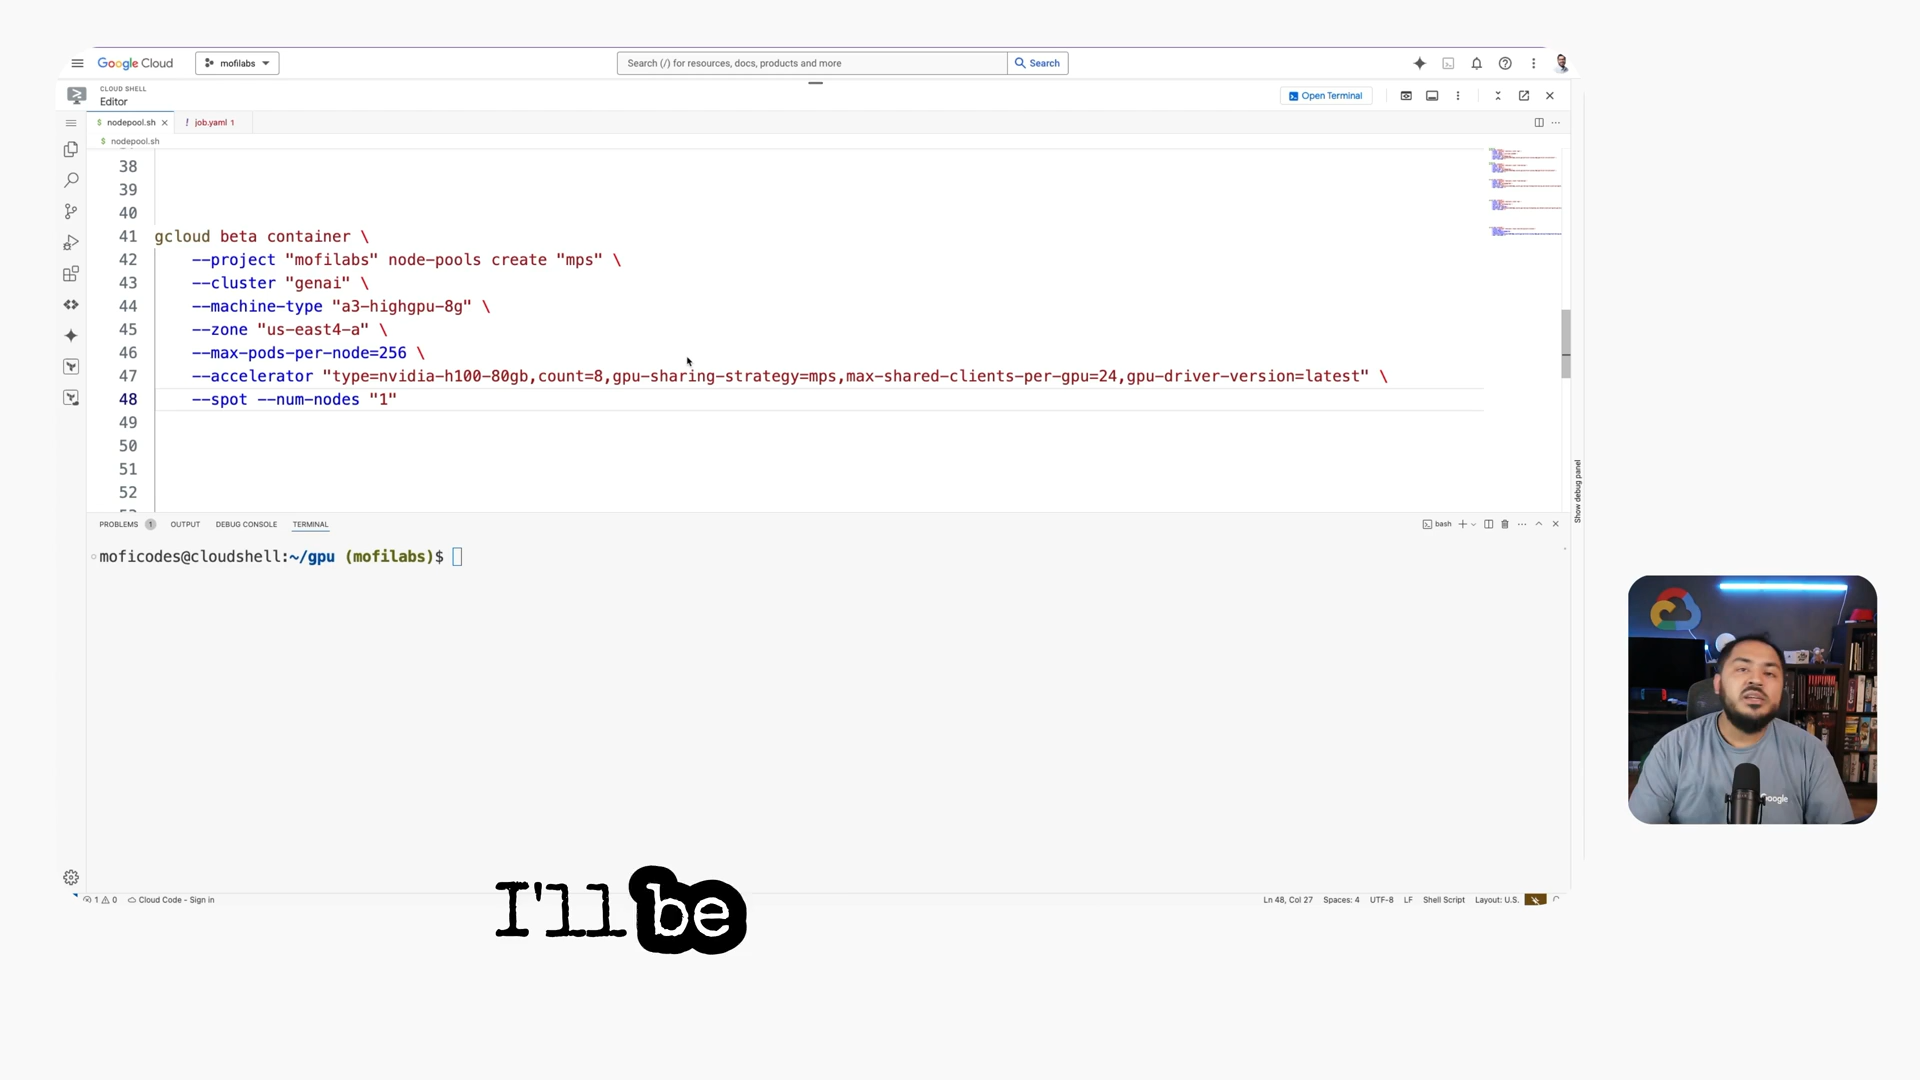 Google Cloud
mofilabs
Search (/) for resources, docs, products and more
Search
CLOUD SHELL
Editor
Open Terminal
$ nodepool.sh
! job.yaml 1
$ nodepool.sh
38
39
40
41 gcloud beta container \
42 --project "mofilabs" node-pools create "mps" \
43 --cluster "genai" \
44 --machine-type "a3-highgpu-8g" \
45 --zone "us-east4-a" \
46 --max-pods-per-node=256 \
47 --accelerator "type=nvidia-h100-80gb,count=8,gpu-sharing-strategy=mps,max-shared-clients-per-gpu=24,gpu-driver-version=latest" \
48 --spot --num-nodes "1"
49
50
51
52
Show debug panel
PROBLEMS 1 OUTPUT DEBUG CONSOLE TERMINAL
bash
moficodes@cloudshell:~/gpu (mofilabs)$
Google
1 0 Cloud Code - Sign in
Ln 48, Col 27 Spaces: 4 UTF-8 LF Shell Script Layout: U.S.
I'll be